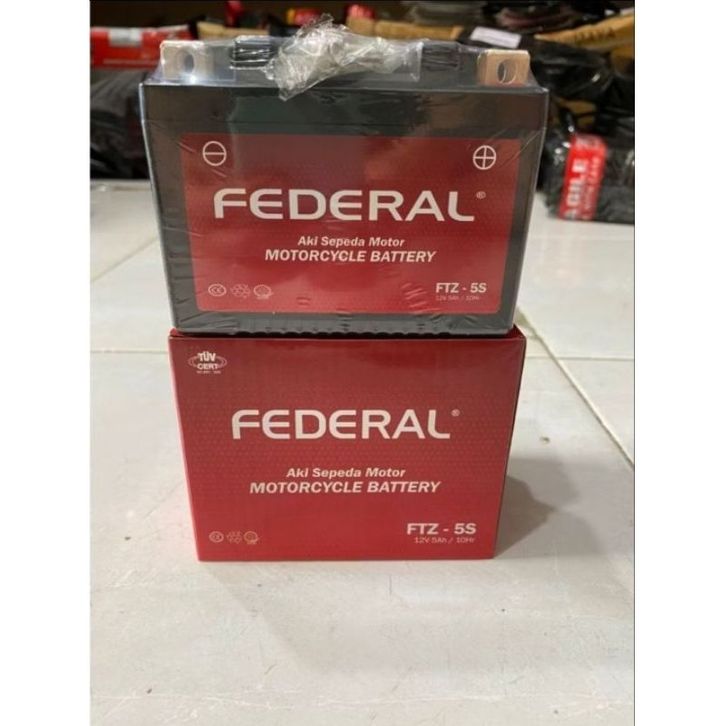 FEDERAL®
Aki Sepeda Motor
MOTORCYCLE BATTERY
FTZ - 5S
12V 5Ah / 10Hr
TÜV
CERT
FEDERAL®
Aki Sepeda Motor
MOTORCYCLE BATTERY
FTZ - 5S
12V 5Ah / 10Hr
AGILE